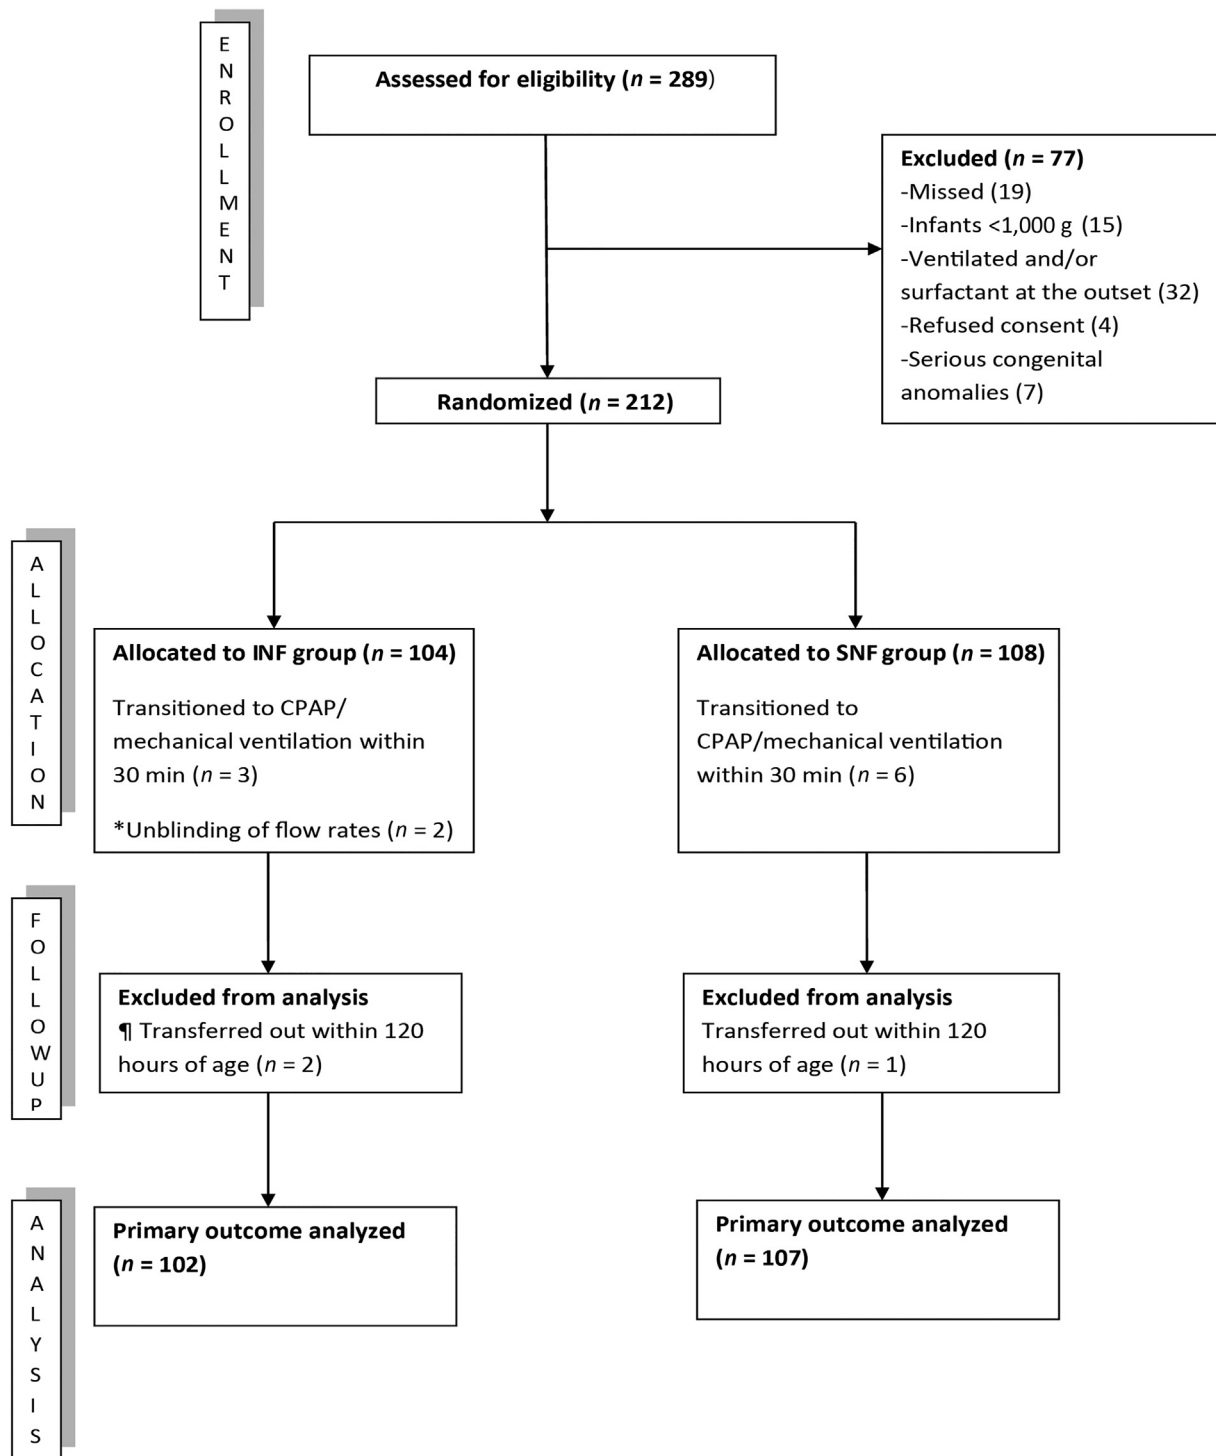 ENROLLMENT
Assessed for eligibility (n = 289)
Excluded (n = 77)
-Missed (19)
-Infants <1,000 g (15)
-Ventilated and/or
surfactant at the outset (32)
-Refused consent (4)
-Serious congenital
anomalies (7)
Randomized (n = 212)
ALLOCATION
Allocated to INF group (n = 104)
Transitioned to CPAP/
mechanical ventilation within
30 min (n = 3)
*Unblinding of flow rates (n = 2)
Allocated to SNF group (n = 108)
Transitioned to
CPAP/mechanical ventilation
within 30 min (n = 6)
FOLLOWUP
Excluded from analysis
¶ Transferred out within 120
hours of age (n = 2)
Excluded from analysis
Transferred out within 120
hours of age (n = 1)
ANALYSIS
Primary outcome analyzed
(n = 102)
Primary outcome analyzed
(n = 107)